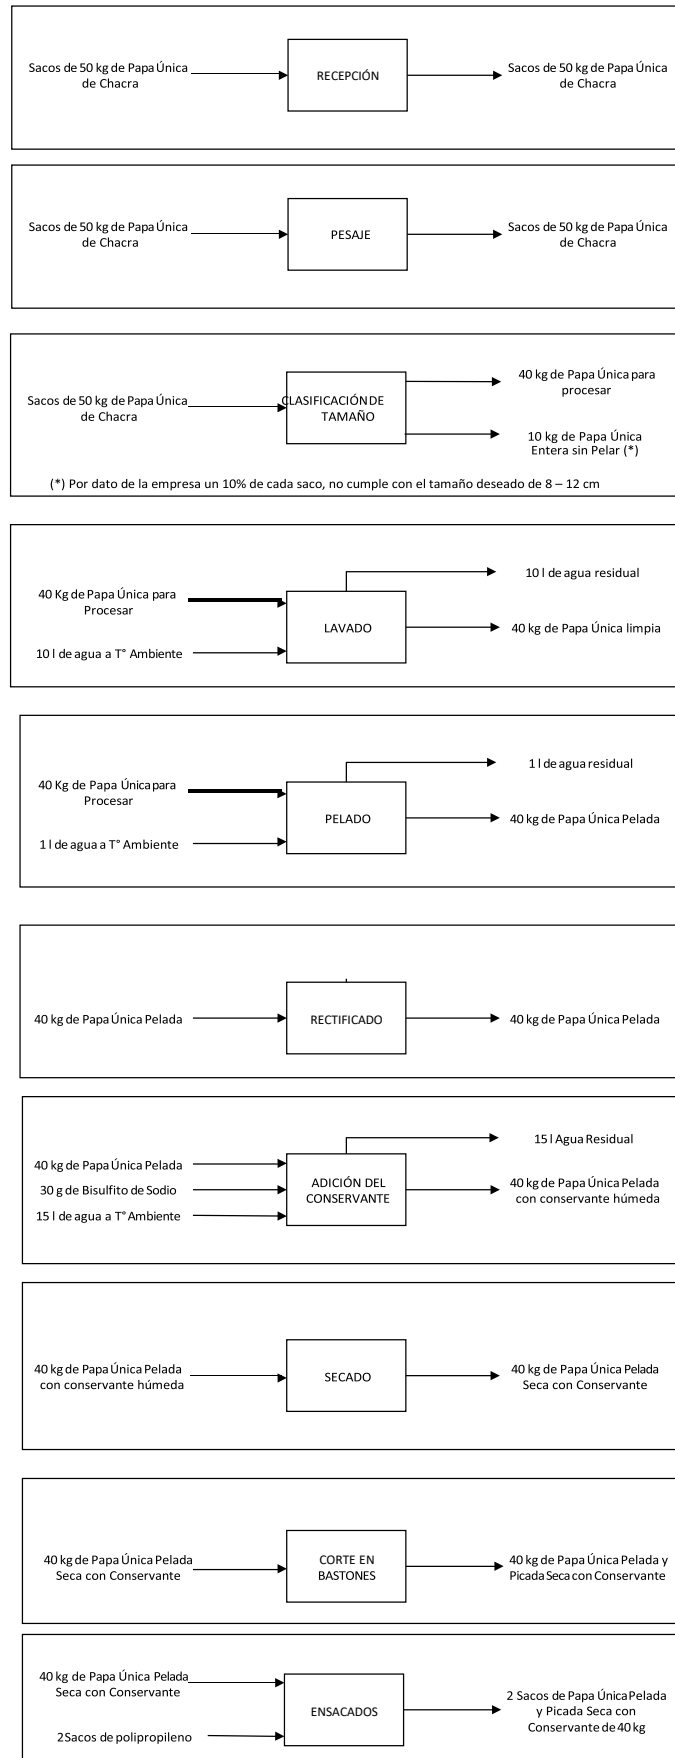 Sacos de 50 kg de Papa Única
de Chacra
RECEPCIÓN
Sacos de 50 kg de Papa Única
de Chacra
Sacos de 50 kg de Papa Única
de Chacra
PESAJE
Sacos de 50 kg de Papa Única
de Chacra
Sacos de 50 kg de Papa Única
de Chacra
CLASIFICACIÓN DE
TAMAÑO
40 kg de Papa Única para
procesar
10 kg de Papa Única
Entera sin Pelar (*)
(*) Por dato de la empresa un 10% de cada saco, no cumple con el tamaño deseado de 8 – 12 cm
40 Kg de Papa Única para
Procesar
10 l de agua a T° Ambiente
LAVADO
10 l de agua residual
40 kg de Papa Única limpia
40 Kg de Papa Única para
Procesar
1 l de agua a T° Ambiente
PELADO
1 l de agua residual
40 kg de Papa Única Pelada
40 kg de Papa Única Pelada
RECTIFICADO
40 kg de Papa Única Pelada
40 kg de Papa Única Pelada
30 g de Bisulfito de Sodio
15 l de agua a T° Ambiente
ADICIÓN DEL
CONSERVANTE
15 l Agua Residual
40 kg de Papa Única Pelada
con conservante húmeda
40 kg de Papa Única Pelada
con conservante húmeda
SECADO
40 kg de Papa Única Pelada
Seca con Conservante
40 kg de Papa Única Pelada
Seca con Conservante
CORTE EN
BASTONES
40 kg de Papa Única Pelada y
Picada Seca con Conservante
40 kg de Papa Única Pelada
Seca con Conservante
2 Sacos de polipropileno
ENSACADOS
2 Sacos de Papa Única Pelada
y Picada Seca con
Conservante de 40 kg